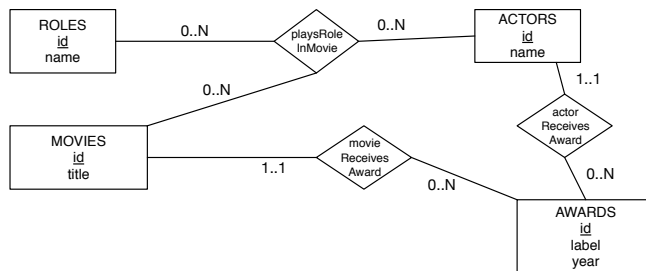 ROLES
id
name
0..N
playsRole
InMovie
0..N
ACTORS
id
name
0..N
1..1
MOVIES
id
title
1..1
movie
Receives
Award
0..N
actor
Receives
Award
0..N
AWARDS
id
label
year